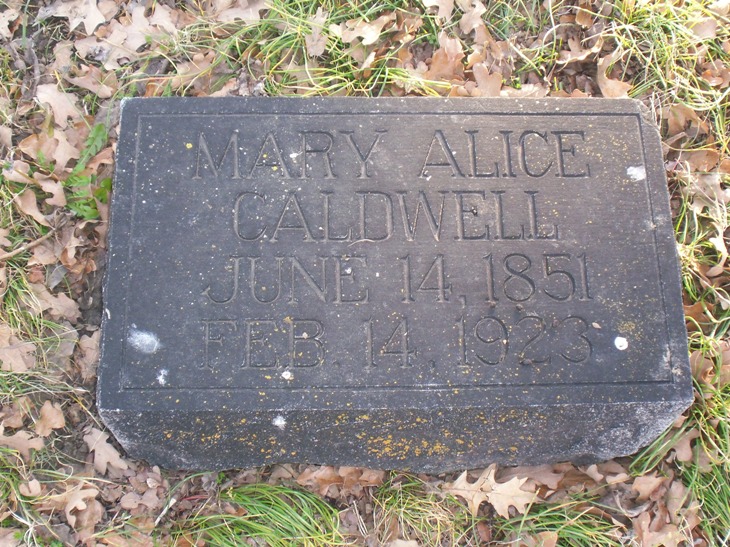 MARY ALICE
CALDWELL
JUNE 14, 1851
FEB. 14, 1923